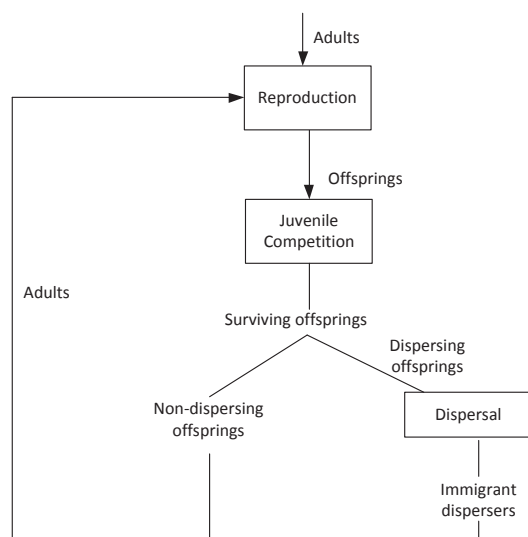 Adults
Reproduction
Offsprings
Juvenile
Competition
Adults
Surviving offsprings
Dispersing
offsprings
Non-dispersing
offsprings
Dispersal
Immigrant
dispersers